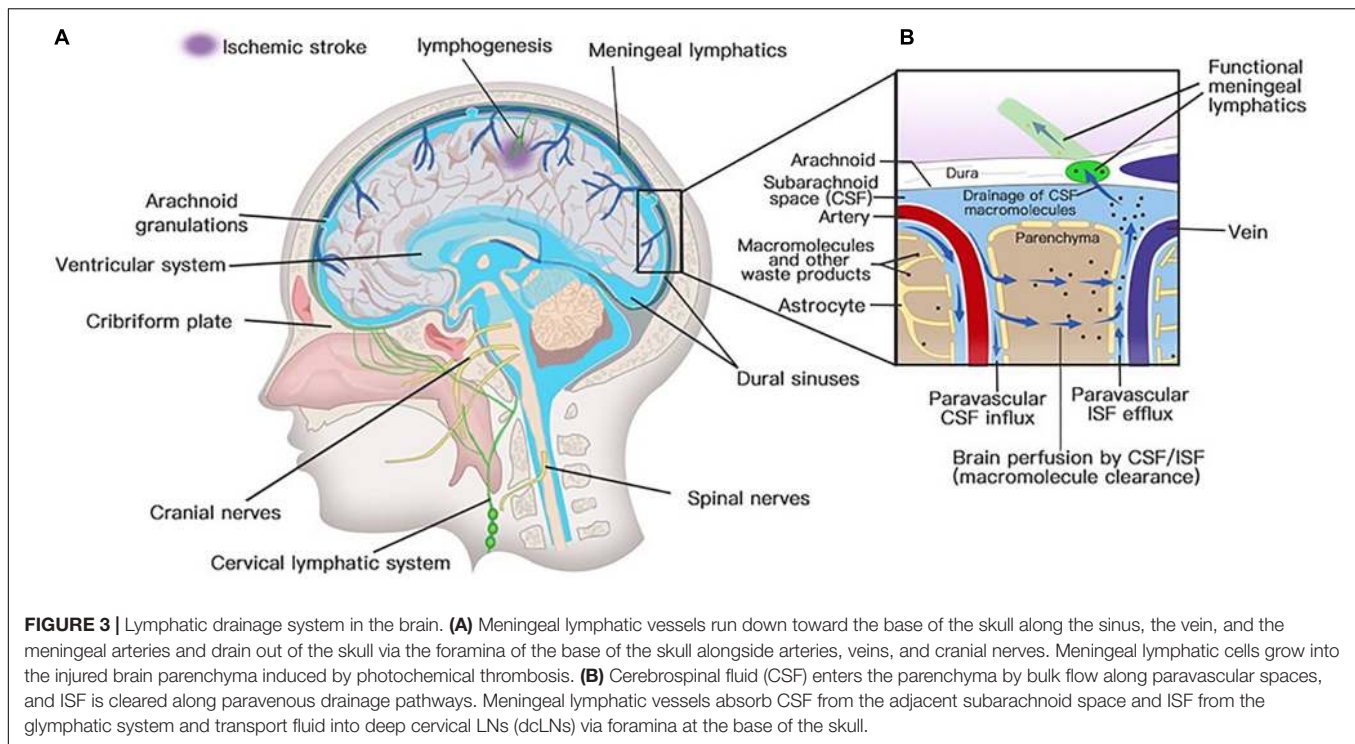 A
Ischemic stroke
lymphogenesis
Meningeal lymphatics
Arachnoid
granulations
Ventricular system
Cribriform plate
Cranial nerves
Cervical lymphatic system
Spinal nerves
Dural sinuses
B
Functional
meningeal
lymphatics
Arachnoid
Dura
Subarachnoid
space (CSF)
Drainage of CSF
macromolecules
Artery
Parenchyma
Vein
Macromolecules
and other
waste products
Astrocyte
Paravascular
CSF influx
Paravascular
ISF efflux
Brain perfusion by CSF/ISF
(macromolecule clearance)
FIGURE 3 | Lymphatic drainage system in the brain. (A) Meningeal lymphatic vessels run down toward the base of the skull along the sinus, the vein, and the
meningeal arteries and drain out of the skull via the foramina of the base of the skull alongside arteries, veins, and cranial nerves. Meningeal lymphatic cells grow into
the injured brain parenchyma induced by photochemical thrombosis. (B) Cerebrospinal fluid (CSF) enters the parenchyma by bulk flow along paravascular spaces,
and ISF is cleared along paravenous drainage pathways. Meningeal lymphatic vessels absorb CSF from the adjacent subarachnoid space and ISF from the
glymphatic system and transport fluid into deep cervical LNs (dcLNs) via foramina at the base of the skull.